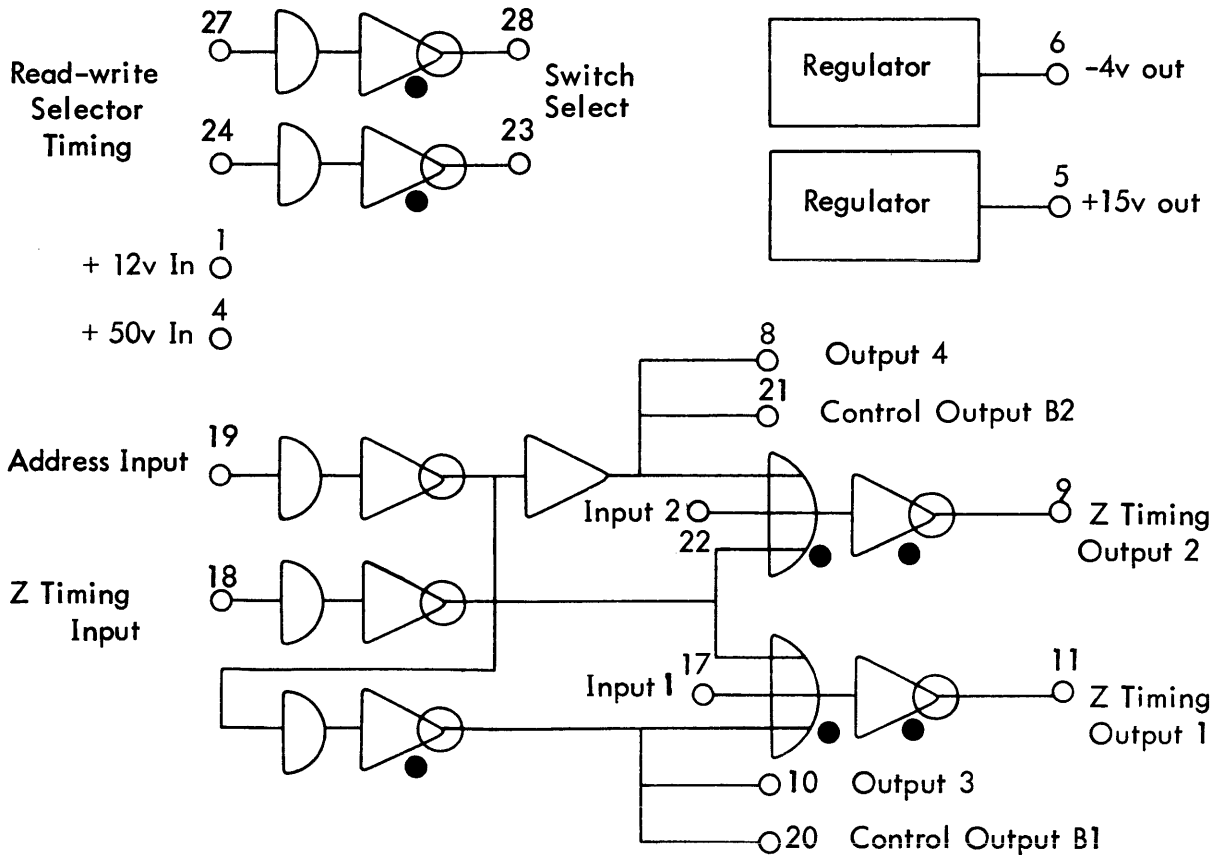 27
28
Read-write
Selector
Timing
Switch
Select
24
23
Regulator
6
-4v out
Regulator
5
+15v out
1
+ 12v In
4
+ 50v In
8
Output 4
21
Control Output B2
19
Address Input
Input 2
22
9
Z Timing
Output 2
18
Z Timing
Input
17
Input 1
11
Z Timing
Output 1
10
Output 3
20
Control Output B1